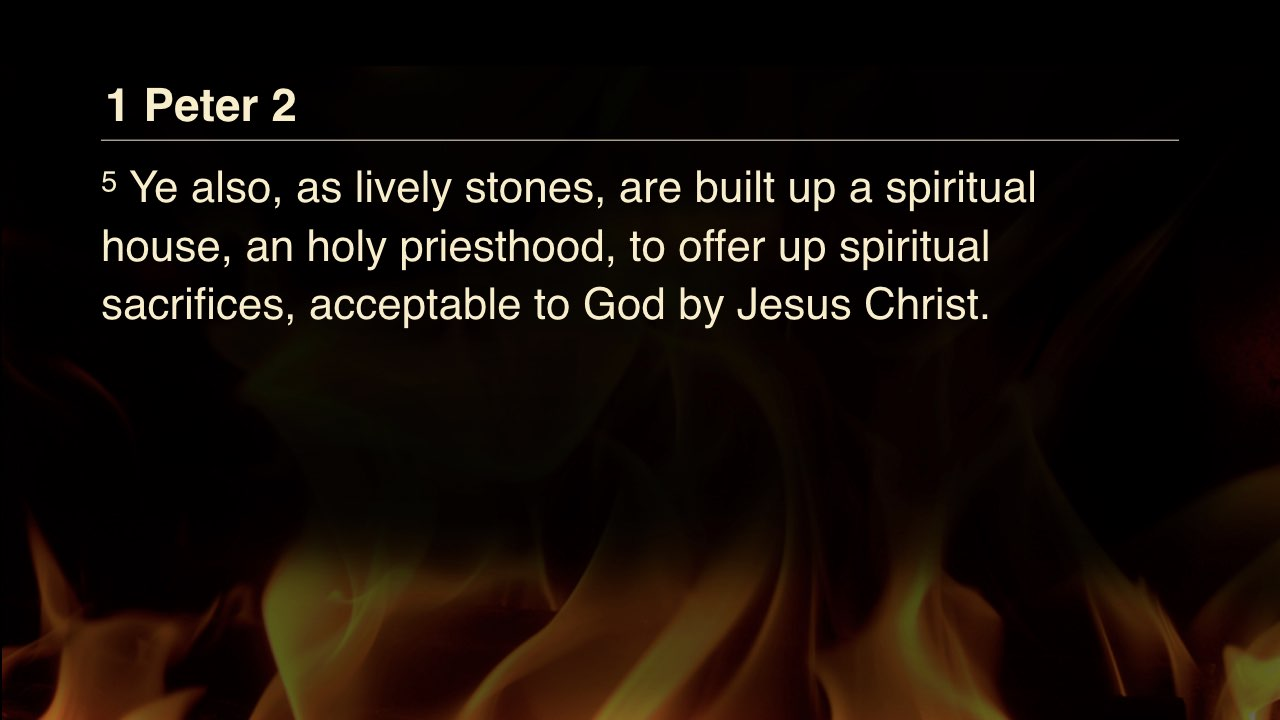 1 Peter 2
5 Ye also, as lively stones, are built up a spiritual
house, an holy priesthood, to offer up spiritual
sacrifices, acceptable to God by Jesus Christ.